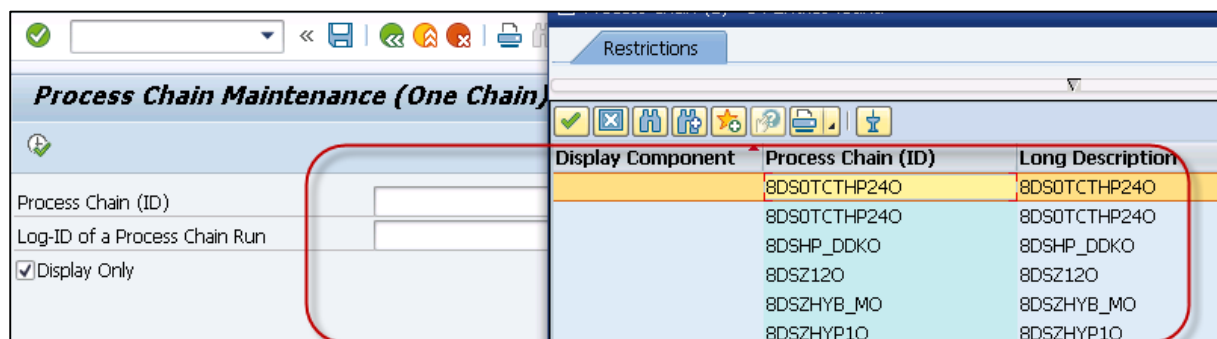 Process Chain Maintenance (One Chain)
Process Chain (ID)
Log-ID of a Process Chain Run
Display Only
Restrictions
Display Component Process Chain (ID) Long Description
8DS0TCTHP24O 8DS0TCTHP24O
8DS0TCTHP24O 8DS0TCTHP24O
8DSHP_DDKO 8DSHP_DDKO
8DSZ12O 8DSZ12O
8DSZHYB_MO 8DSZHYB_MO
8DSZHYP1O 8DSZHYP1O